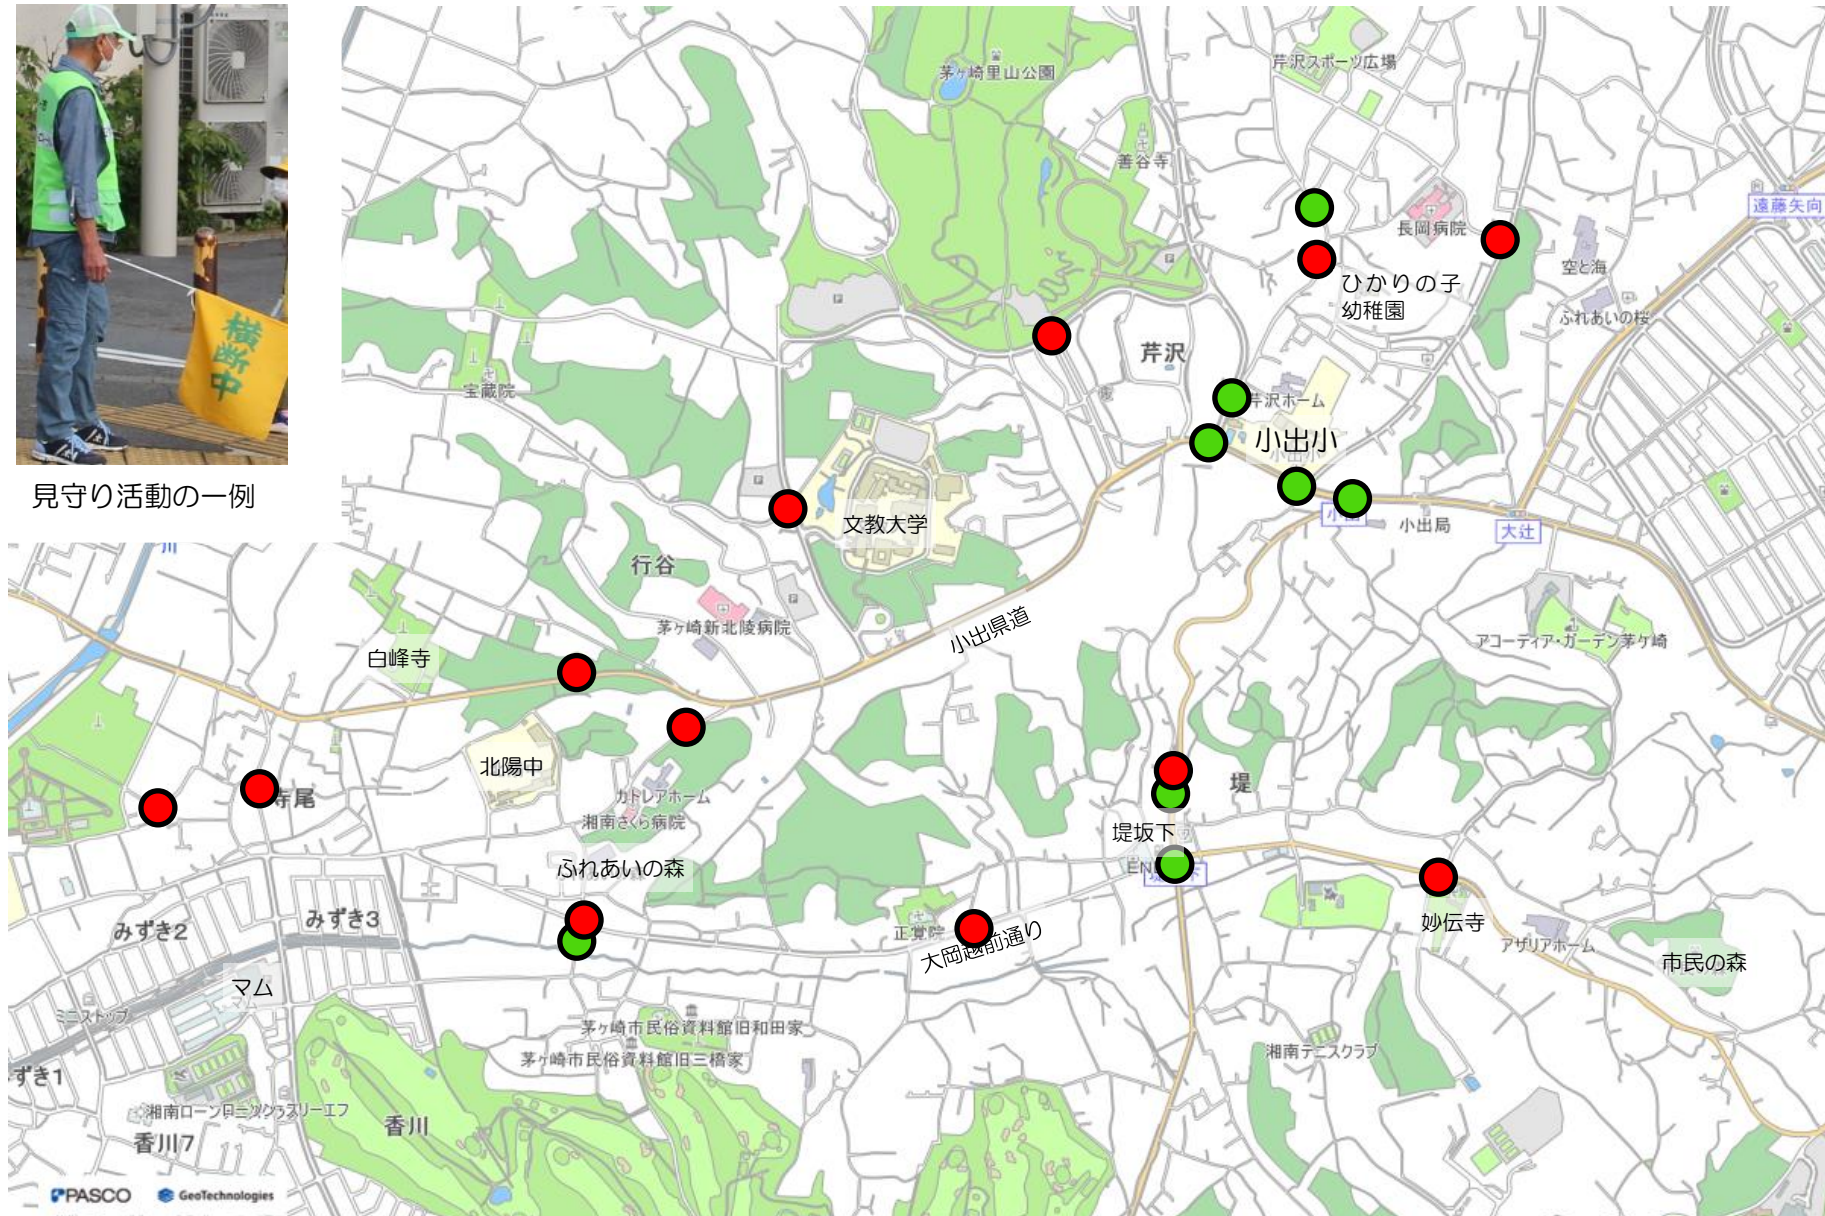 横断中
見守り活動の一例
茅ヶ崎里山公園
芹沢スポーツ広場
善谷寺
遠藤矢向
長岡病院
空と海
ひかりの子
幼稚園
ふれあいの桜
芹沢
宝蔵院
芹沢ホーム
小出小
文教大学
小出局
大辻
行谷
川
茅ヶ崎新北陵病院
小出県道
アコーディア・ガーデン茅ヶ崎
白峰寺
北陽中
カトレアホーム
湘南さくら病院
寺尾
堤
堤坂下
ふれあいの森
みずき2
みずき3
正覚院
大岡越前通り
妙伝寺
アザリアホーム
市民の森
マム
ミニストップ
茅ヶ崎市民俗資料館旧和田家
茅ヶ崎市民俗資料館旧三橋家
湘南テニスクラブ
ずき1
香川
香川7
PASCO
GeoTechnologies